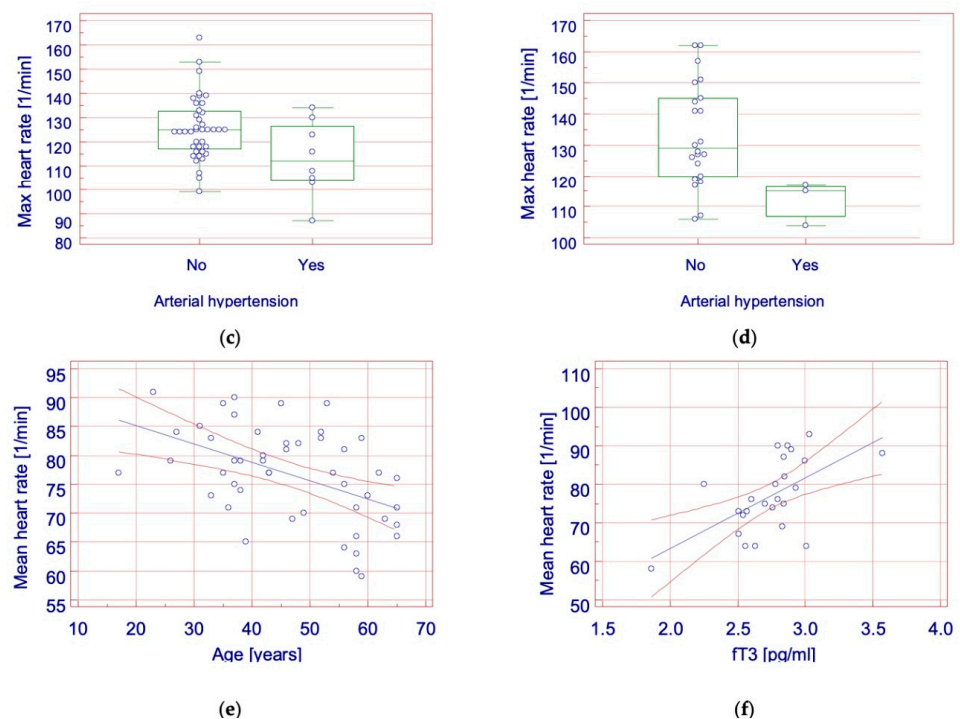 Max heart rate [1/min]
170
160
150
140
130
120
110
100
90
80
No Yes
Arterial hypertension
(c)
Max heart rate [1/min]
170
160
150
140
130
120
110
100
No Yes
Arterial hypertension
(d)
Mean heart rate [1/min]
95
90
85
80
75
70
65
60
55
10 20 30 40 50 60 70
Age [years]
(e)
Mean heart rate [1/min]
110
100
90
80
70
60
50
1.5 2.0 2.5 3.0 3.5 4.0
fT3 [pg/ml]
(f)